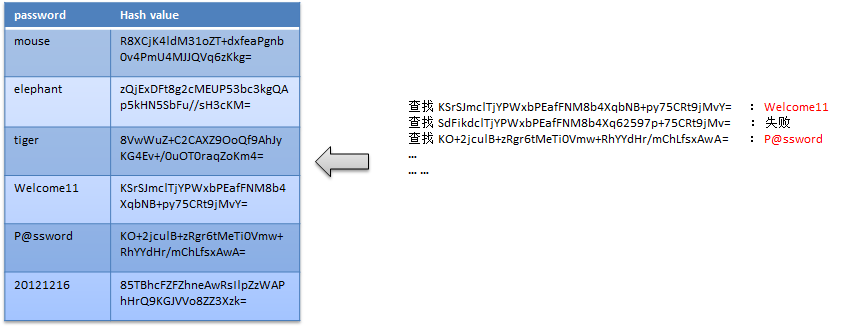 password Hash value
mouse R8XCjK4ldM31oZT+dxfeaPgnb
0v4PmU4MJJQVq6zKkg=
elephant zQjExDFt8g2cMEUP53bc3kgQA
p5kHN5SbFu//sH3cKM=
tiger 8VwWuZ+C2CAXZ9OoQf9AhJy
KG4Ev+/0uOT0raqZoKm4=
Welcome11 KSrSJmclTjYPWxbPEafFNM8b4
XqbNB+py75CRt9jMvY=
P@ssword KO+2jculB+zRgr6tMeTi0Vmw+
RhYYdHr/mChLfsxAwA=
20121216 85TBhcFZFZhneAwRsIlpZzWAP
hHrQ9KGJVVo8ZZ3Xzk=
查找 KSrSJmclTjYPWxbPEafFNM8b4XqbNB+py75CRt9jMvY= : Welcome11
查找 SdFikdclTjYPWxbPEafFNM8b4Xq62597p+75CRt9jMv= : 失败
查找 KO+2jculB+zRgr6tMeTi0Vmw+RhYYdHr/mChLfsxAwA= : P@ssword
...
... ...